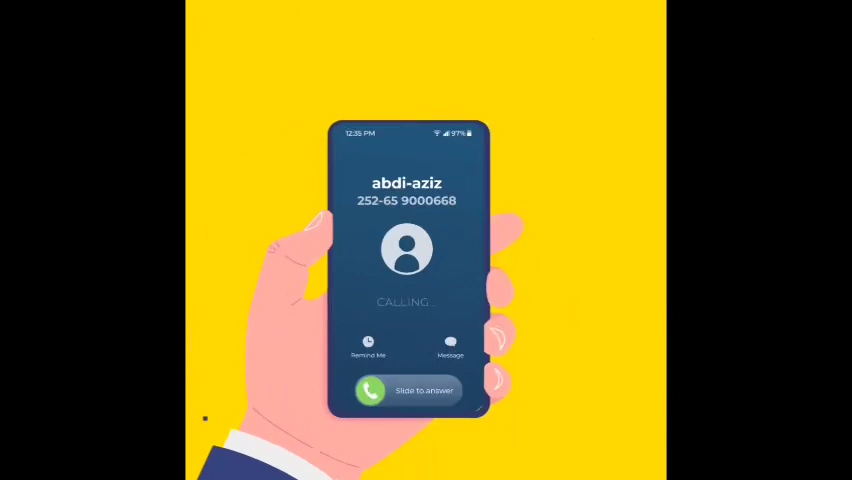 12:35 PM 97%
abdi-aziz
252-65 9000668
CALLING...
Remind Me Message
Slide to answer